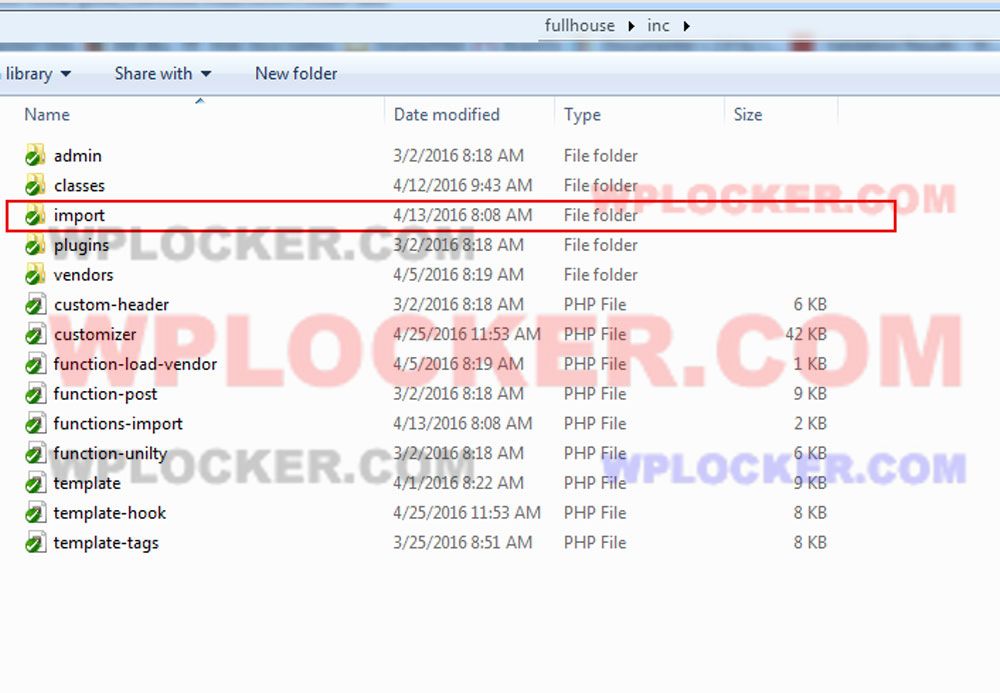 fullhouse inc
library Share with New folder
Name Date modified Type Size
admin 3/2/2016 8:18 AM File folder
classes 4/12/2016 9:43 AM File folder
WPLOCKER.COM
import 4/13/2016 8:08 AM File folder
WPLOCKER.COM
plugins 3/2/2016 8:18 AM File folder
vendors 4/5/2016 8:19 AM File folder
custom-header 3/2/2016 8:18 AM PHP File 6 KB
customizer 4/25/2016 11:53 AM PHP File 42 KB
WPLOCKER.COM
function-load-vendor 4/5/2016 8:19 AM PHP File 1 KB
function-post 3/2/2016 8:18 AM PHP File 9 KB
functions-import 4/13/2016 8:08 AM PHP File 2 KB
function-unilty 3/2/2016 8:18 AM PHP File 6 KB
WPLOCKER.COM WPLOCKER.COM
template 4/1/2016 8:22 AM PHP File 9 KB
template-hook 4/25/2016 11:53 AM PHP File 8 KB
template-tags 3/25/2016 8:51 AM PHP File 8 KB